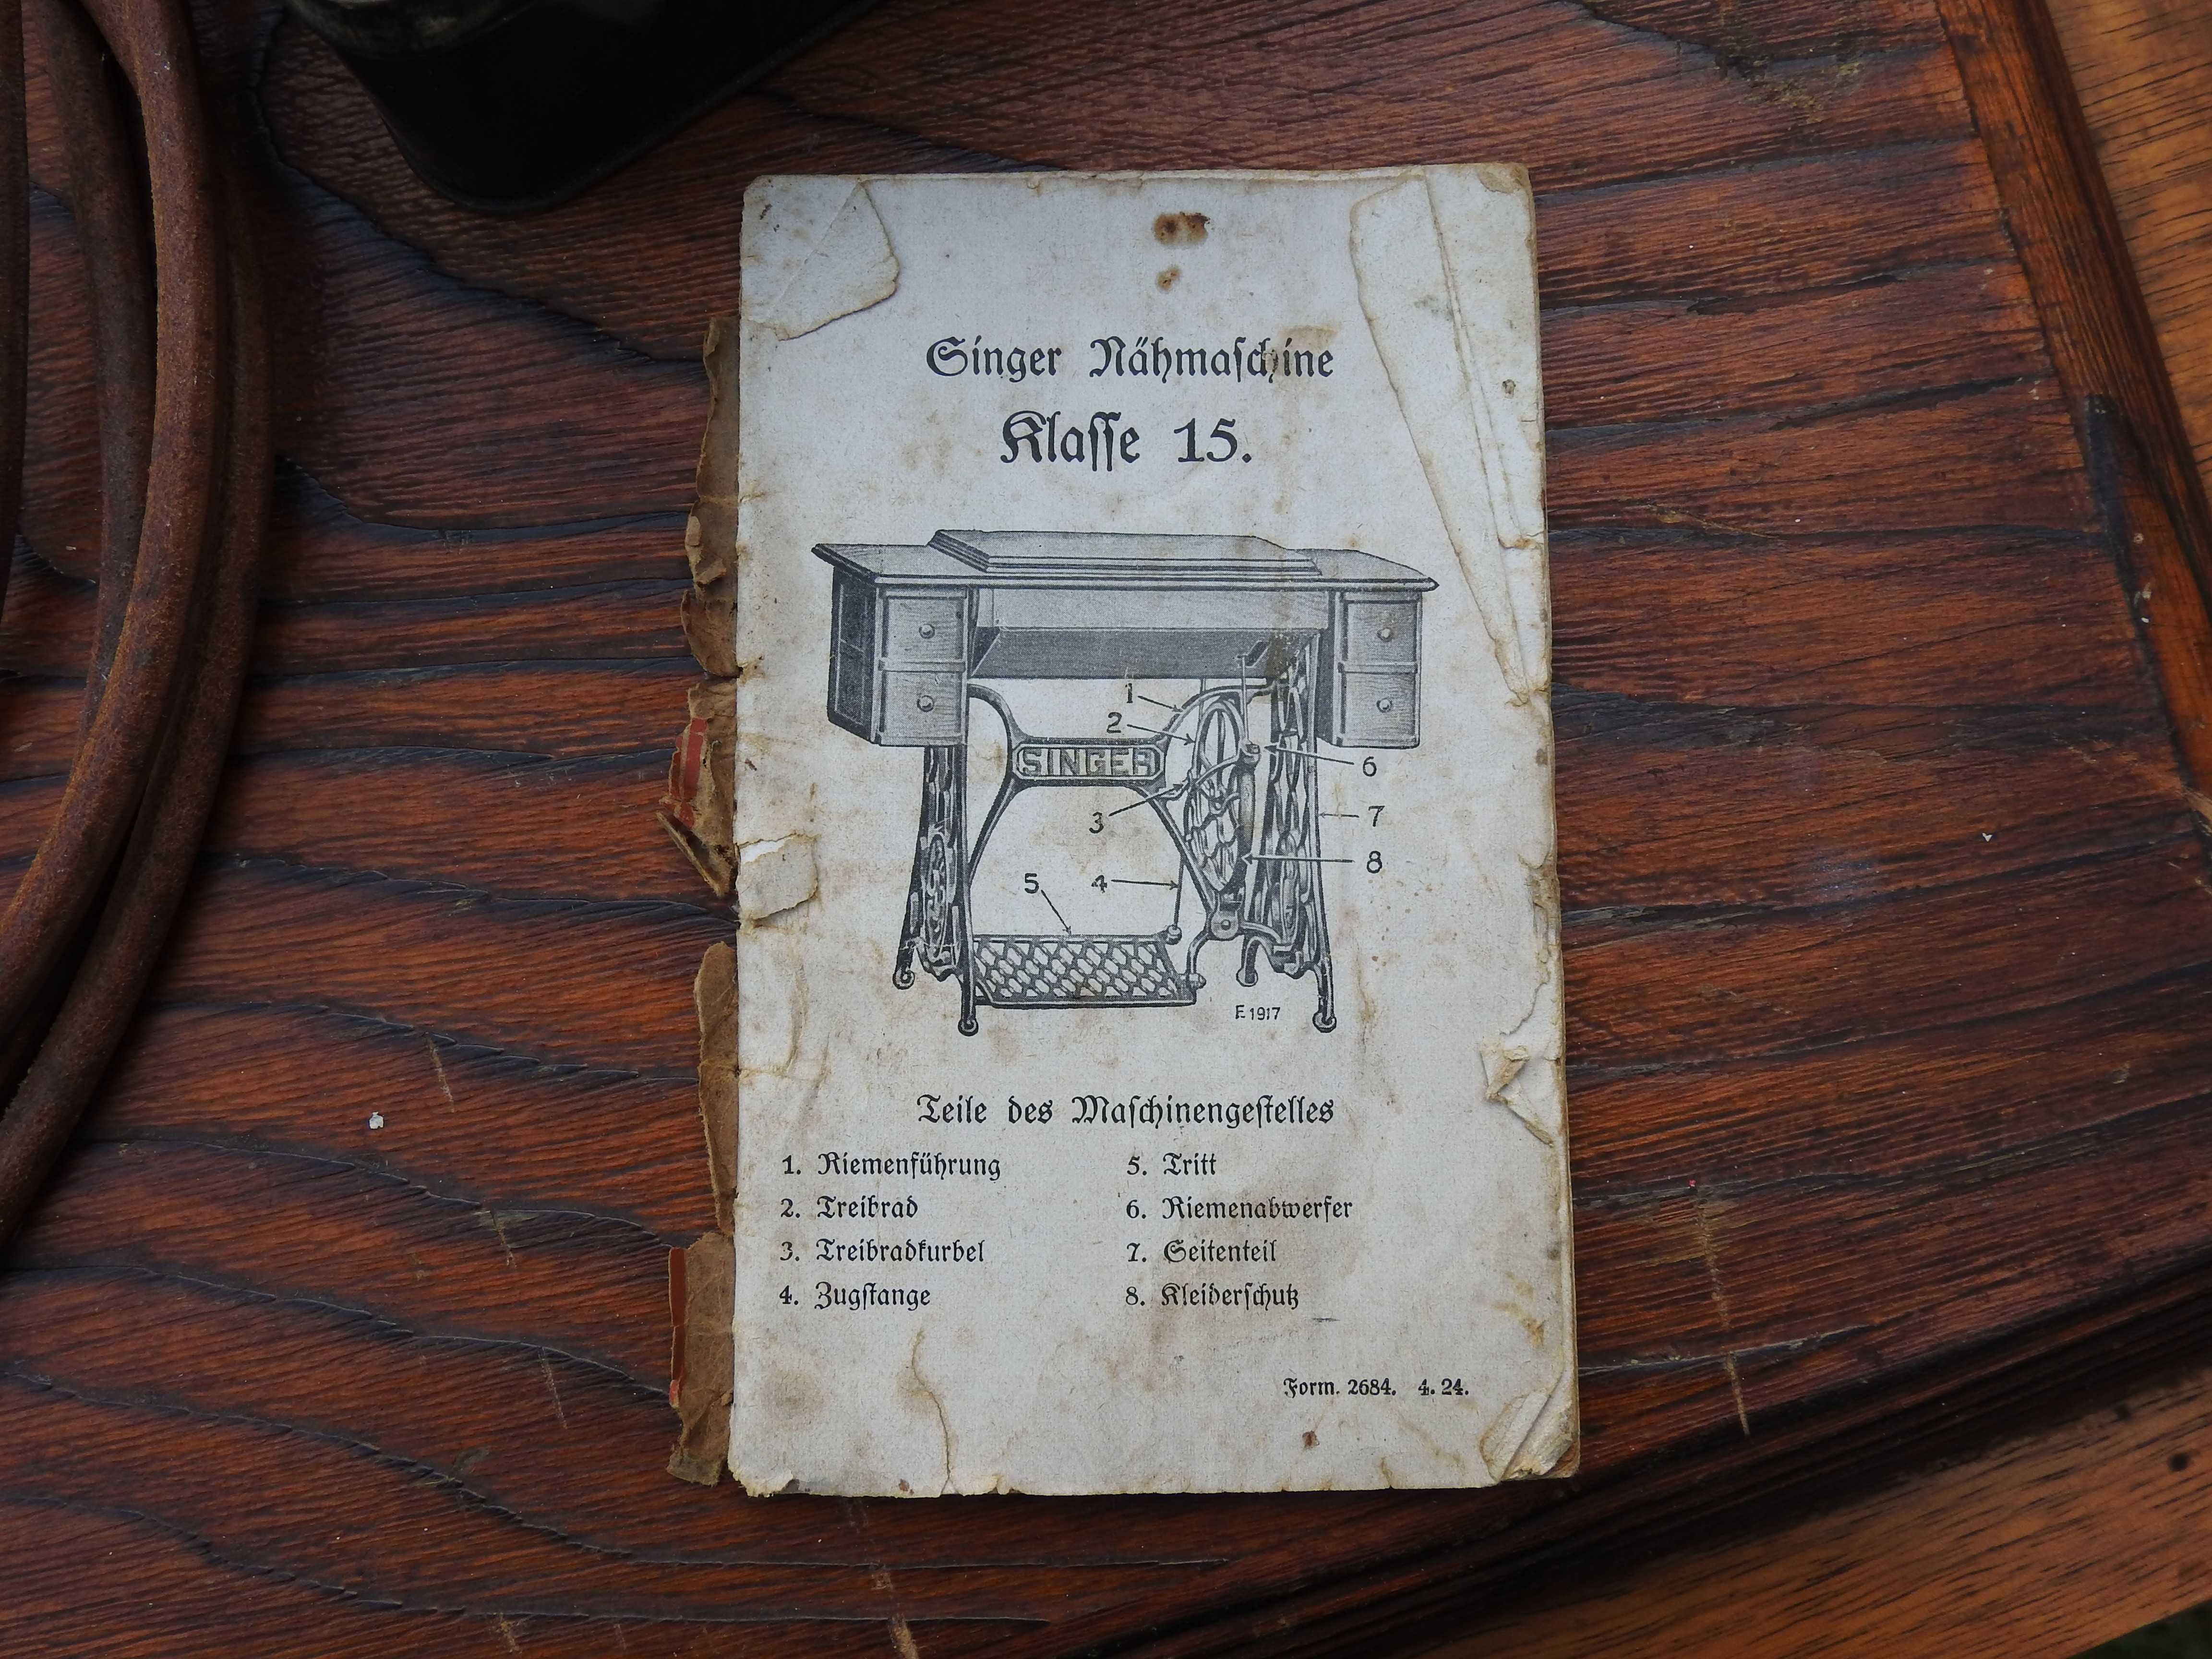 Singer Nähmaschine
Klasse 15.
1
2
SINGER
6
3
7
8
5
4
E 1917
Teile des Maschinengestelles
1. Riemenführung
5. Tritt
2. Treibrad
6. Riemenabwerfer
3. Treibradkurbel
7. Seitenteil
4. Zugstange
8. Kleiderschutz
Form. 2684. 4. 24.